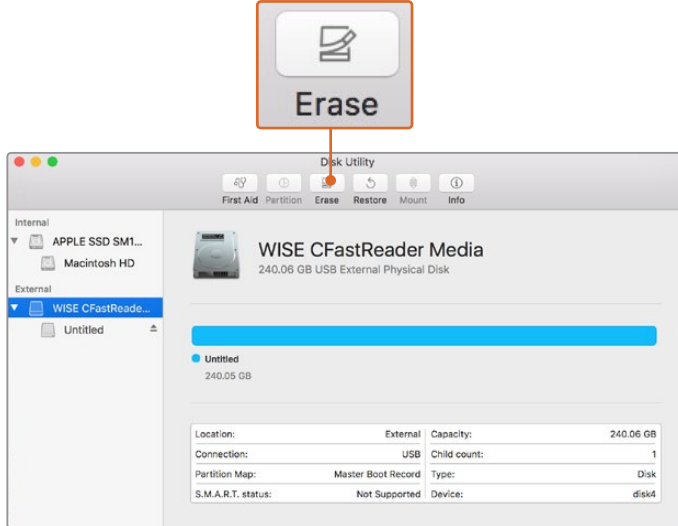 Erase
Disk Utility
First Aid Partition Erase Restore Mount Info
Internal
APPLE SSD SM1...
Macintosh HD
External
WISE CFastReade...
Untitled
WISE CFastReader Media
240.06 GB USB External Physical Disk
Untitled
240.05 GB
Location: External Capacity: 240.06 GB
Connection: USB Child count: 1
Partition Map: Master Boot Record Type: Disk
S.M.A.R.T. status: Not Supported Device: disk4